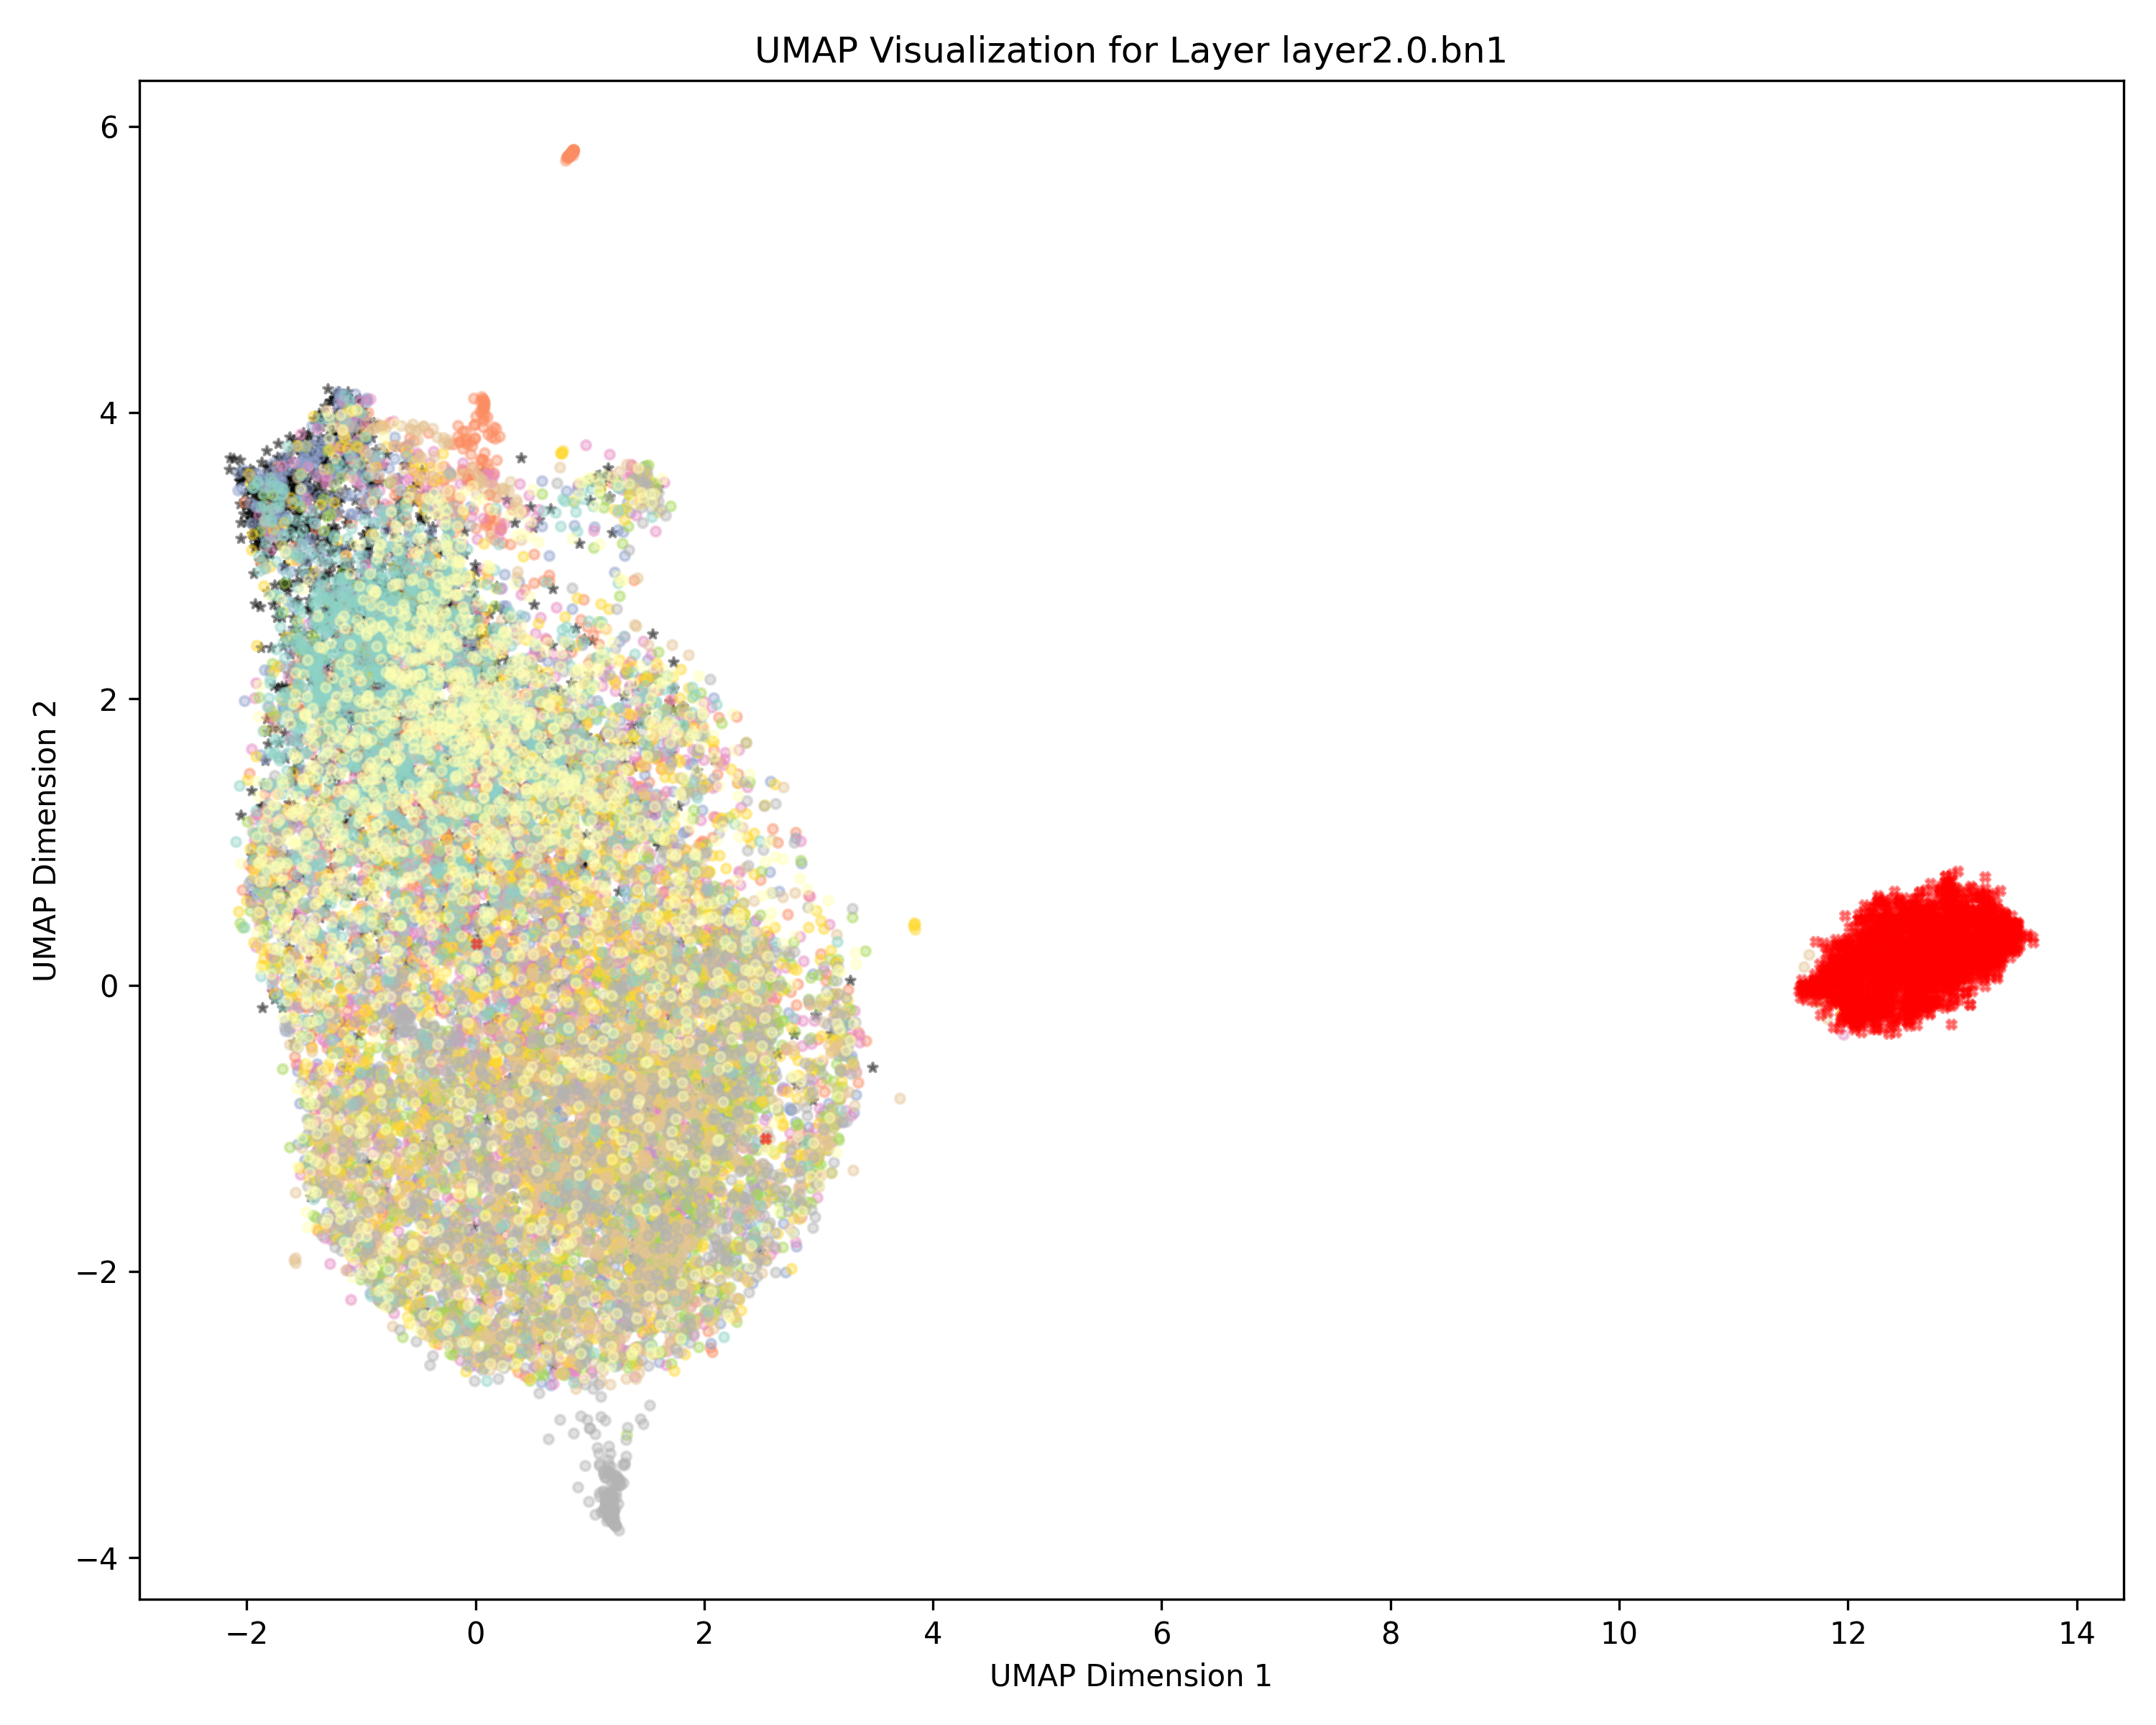 UMAP Visualization for Layer layer2.0.bn1
6
4
2
0
−2
−4
UMAP Dimension 2
−2 0 2 4 6 8 10 12 14
UMAP Dimension 1